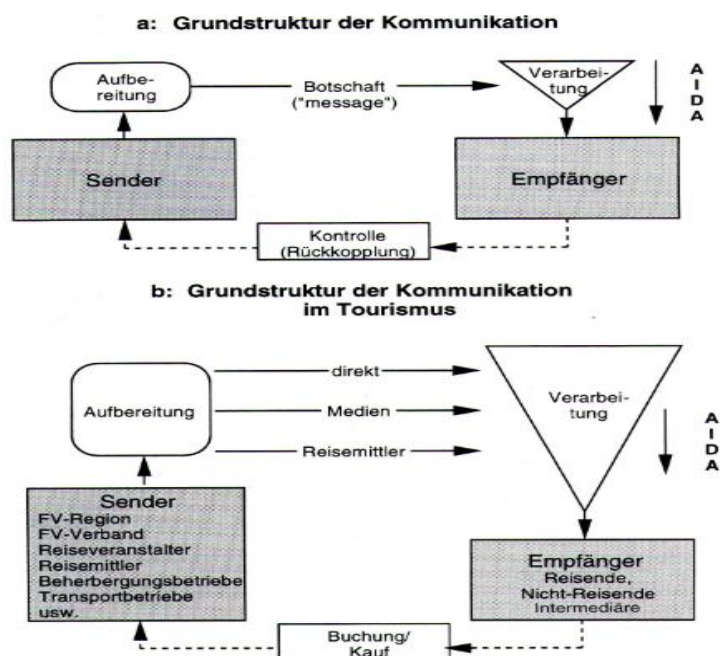 a: Grundstruktur der Kommunikation
Aufbe-
reitung
Botschaft
("message")
Verarbei-
tung
A
I
D
A
Sender
Empfänger
Kontrolle
(Rückkopplung)
b: Grundstruktur der Kommunikation
im Tourismus
Aufbereitung
direkt
Medien
Reisemittler
Verarbei-
tung
A
I
D
A
Sender
FV-Region
FV-Verband
Reiseveranstalter
Reisemittler
Beherbergungsbetriebe
Transportbetriebe
usw.
Empfänger
Reisende,
Nicht-Reisende
Intermediäre
Buchung/
Kauf